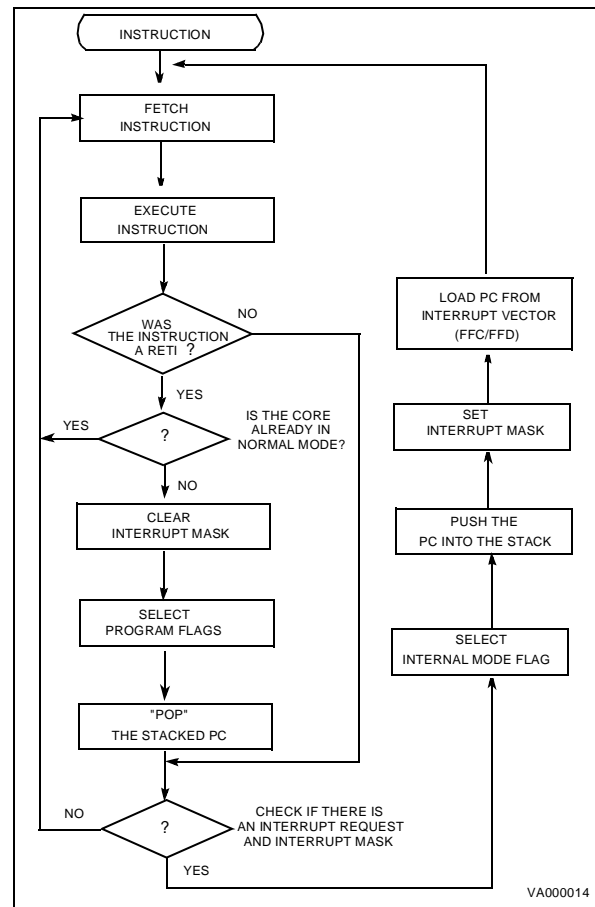 INSTRUCTION
FETCH
INSTRUCTION
EXECUTE
INSTRUCTION
WAS
THE INSTRUCTION
A RETI ?
NO
YES
?
IS THE CORE
ALREADY IN
NORMAL MODE?
YES
NO
CLEAR
INTERRUPT MASK
SELECT
PROGRAM FLAGS
"POP"
THE STACKED PC
?
CHECK IF THERE IS
AN INTERRUPT REQUEST
AND INTERRUPT MASK
NO
YES
SELECT
INTERNAL MODE FLAG
PUSH THE
PC INTO THE STACK
SET
INTERRUPT MASK
LOAD PC FROM
INTERRUPT VECTOR
(FFC/FFD)
VA000014